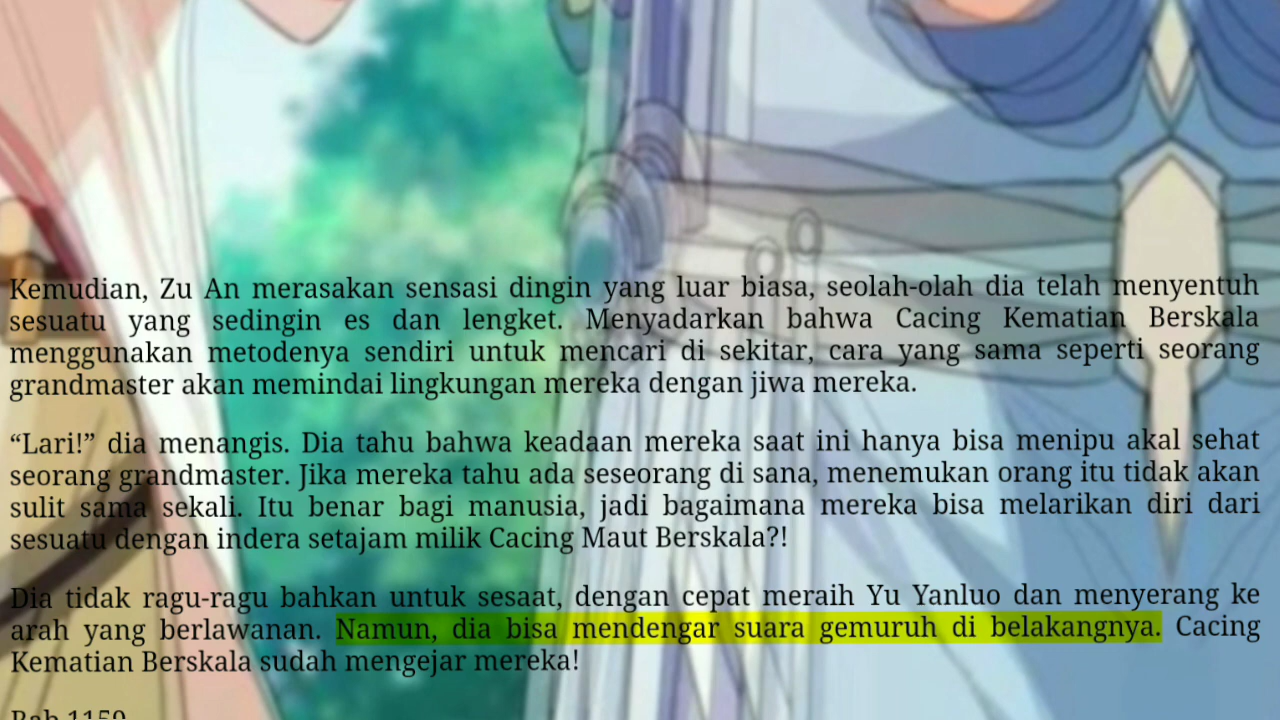 Kemudian, Zu An merasakan sensasi dingin yang luar biasa, seolah-olah dia telah menyentuh
sesuatu yang sedingin es dan lengket. Menyadarkan bahwa Cacing Kematian Berskala
menggunakan metodenya sendiri untuk mencari di sekitar, cara yang sama seperti seorang
grandmaster akan memindai lingkungan mereka dengan jiwa mereka.
“Lari!” dia menangis. Dia tahu bahwa keadaan mereka saat ini hanya bisa menipu akal sehat
seorang grandmaster. Jika mereka tahu ada seseorang di sana, menemukan orang itu tidak akan
sulit sama sekali. Itu benar bagi manusia, jadi bagaimana mereka bisa melarikan diri dari
sesuatu dengan indera setajam milik Cacing Maut Berskala?!
Dia tidak ragu-ragu bahkan untuk sesaat, dengan cepat meraih Yu Yanluo dan menyerang ke
arah yang berlawanan. Namun, dia bisa mendengar suara gemuruh di belakangnya. Cacing
Kematian Berskala sudah mengejar mereka!
Bab 1159